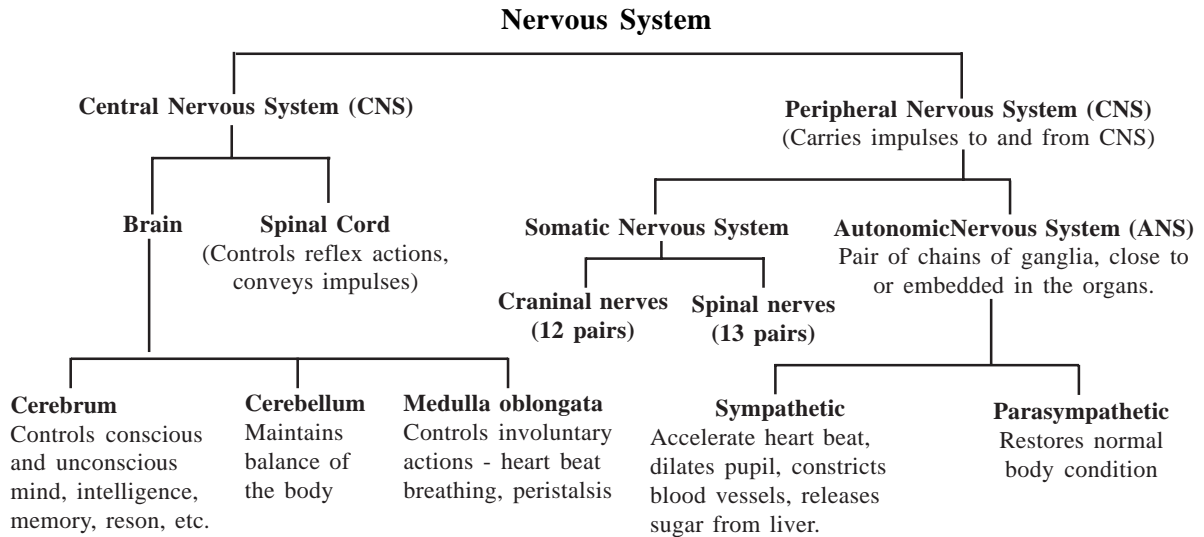 Nervous System
Central Nervous System (CNS)
Peripheral Nervous System (CNS)
(Carries impulses to and from CNS)
Brain
Spinal Cord
(Controls reflex actions,
conveys impulses)
Somatic Nervous System
AutonomicNervous System (ANS)
Pair of chains of ganglia, close to
or embedded in the organs.
Craninal nerves
(12 pairs)
Spinal nerves
(13 pairs)
Cerebrum
Controls conscious
and unconscious
mind, intelligence,
memory, reson, etc.
Cerebellum
Maintains
balance of
the body
Medulla oblongata
Controls involuntary
actions - heart beat
breathing, peristalsis
Sympathetic
Accelerate heart beat,
dilates pupil, constricts
blood vessels, releases
sugar from liver.
Parasympathetic
Restores normal
body condition